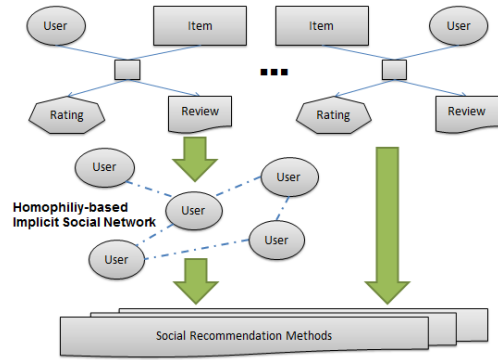 User
Item
Item
User
Rating
Review
Rating
Review
User
User
Homophiliy-based
Implicit Social Network
User
User
User
Social Recommendation Methods